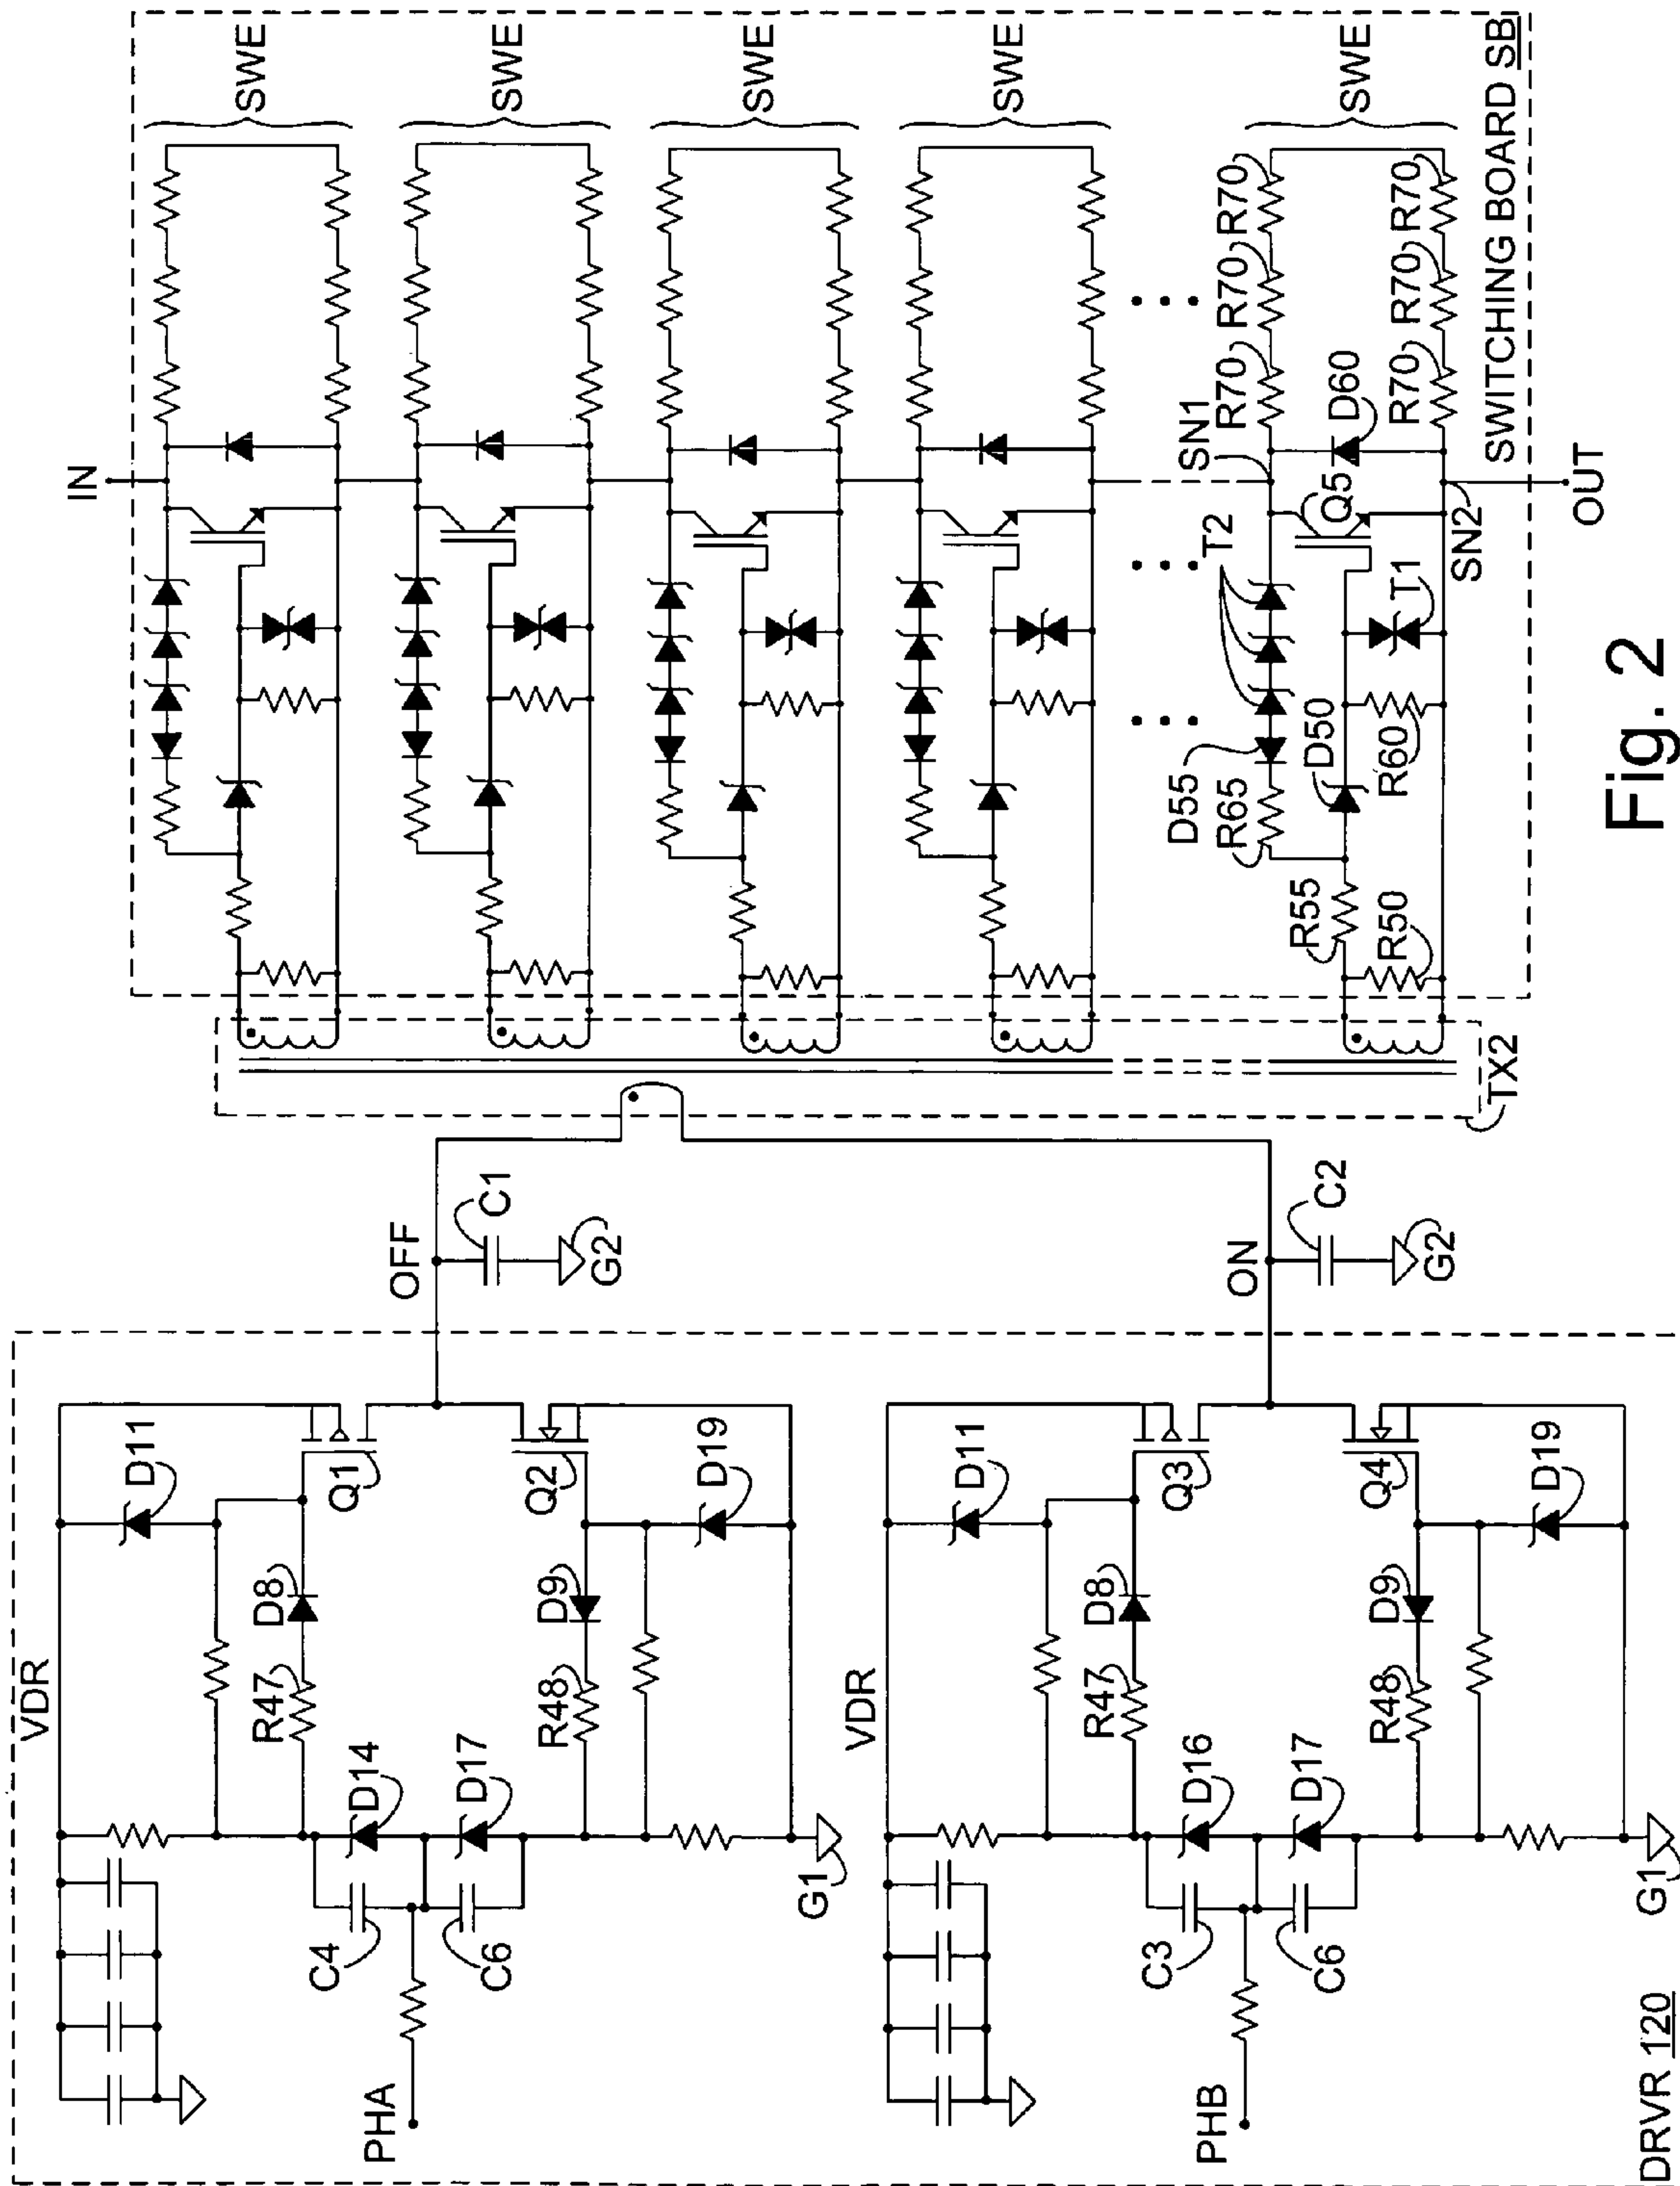 IN
SWE
SWE
SWE
SWE
SWE
SN1
R70
R70
R70
D60
R70
R70
R70
Q5
T2
T1
SN2
D55
D50
R65
R60
R55
R50
SWITCHING BOARD SB
OUT
TX2
OFF
C1
G2
ON
C2
G2
VDR
D11
Q1
D8
R47
D14
D17
C4
C6
PHA
Q2
D9
R48
D19
G1
VDR
D11
Q3
D8
R47
D16
D17
C3
C6
PHB
Q4
D9
R48
D19
G1
DRVR 120
Fig. 2